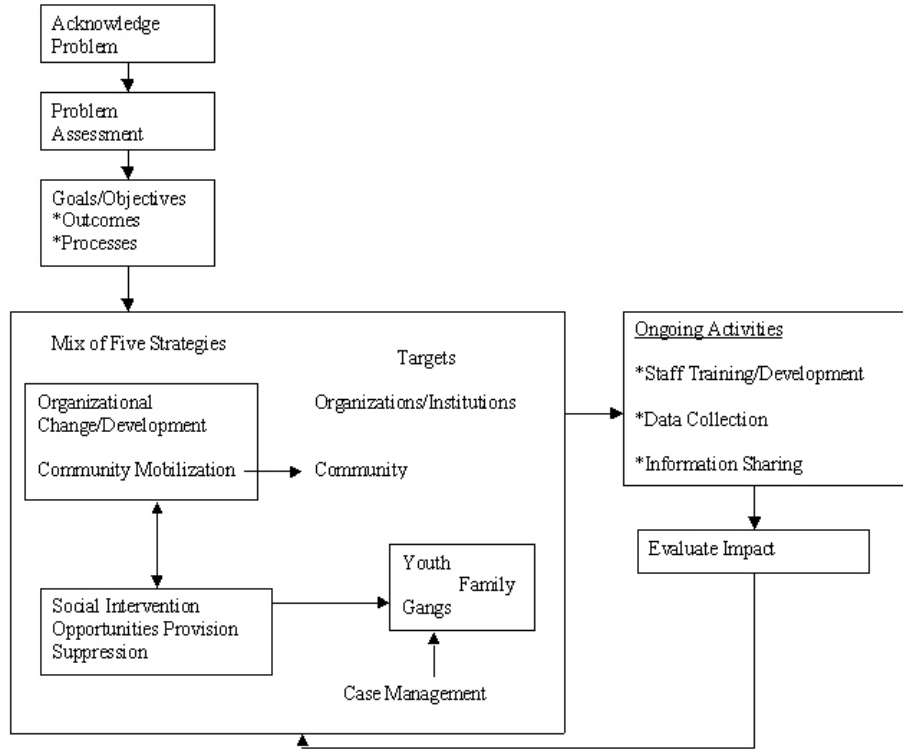 Acknowledge
Problem
Problem
Assessment
Goals/Objectives
*Outcomes
*Processes
Mix of Five Strategies
Targets
Organizational
Change/Development
Organizations/Institutions
Community Mobilization
Community
Social Intervention
Opportunities Provision
Suppression
Youth
Family
Gangs
Case Management
Ongoing Activities
*Staff Training/Development
*Data Collection
*Information Sharing
Evaluate Impact